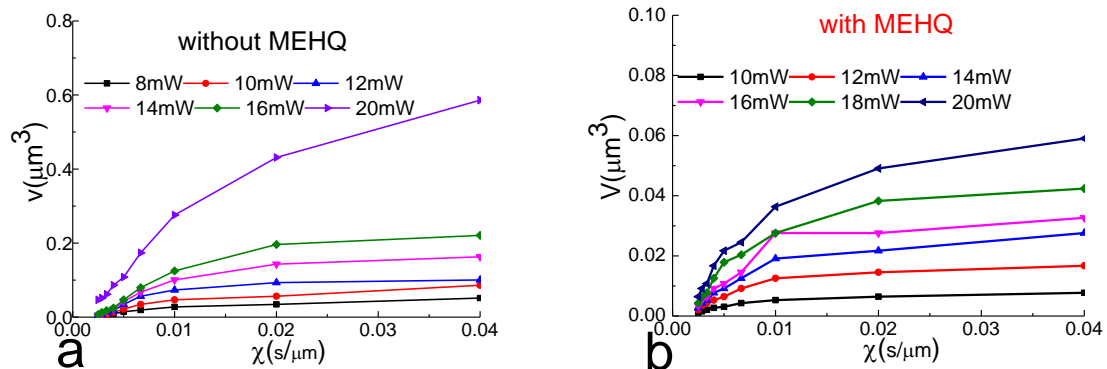 without MEHQ
8mW 10mW 12mW
14mW 16mW 20mW
v(μm³)
0.8
0.6
0.4
0.2
0.0
0.00 0.01 0.02 0.03 0.04
χ(s/μm)
a
with MEHQ
10mW 12mW 14mW
16mW 18mW 20mW
V(μm³)
0.10
0.08
0.06
0.04
0.02
0.00
0.00 0.01 0.02 0.03 0.04
χ(s/μm)
b